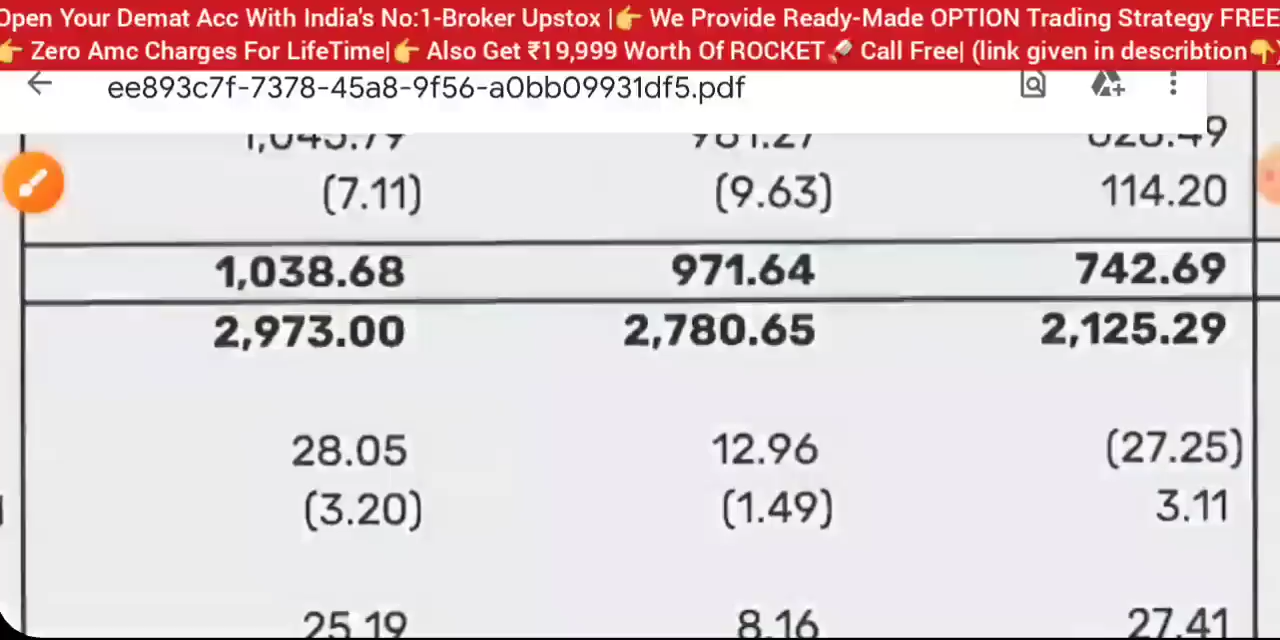 Open Your Demat Acc With India's No:1-Broker Upstox |👉 We Provide Ready-Made OPTION Trading Strategy FREE
👉 Zero Amc Charges For LifeTime|👉 Also Get ₹19,999 Worth Of ROCKET🚀 Call Free| (link given in describtion👇)
ee893c7f-7378-45a8-9f56-a0bb09931df5.pdf
(7.11) (9.63) 114.20
1,038.68 971.64 742.69
2,973.00 2,780.65 2,125.29
28.05 12.96 (27.25)
(3.20) (1.49) 3.11
25.19 8.16 27.41